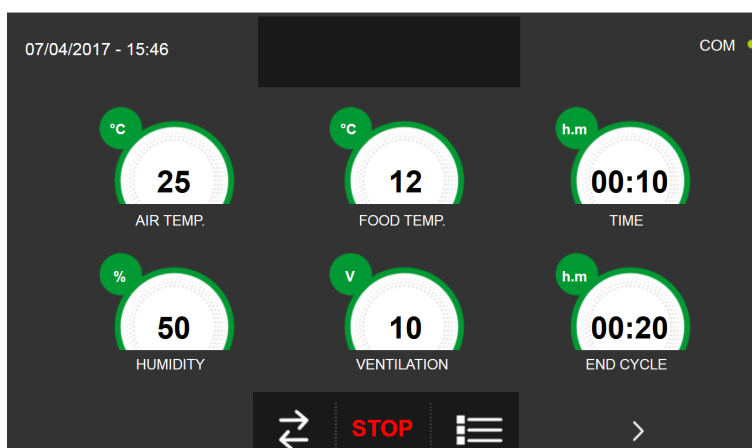 07/04/2017 - 15:46
COM
°C
°C
h.m
25
12
00:10
AIR TEMP.
FOOD TEMP.
TIME
%
V
h.m
50
10
00:20
HUMIDITY
VENTILATION
END CYCLE
STOP